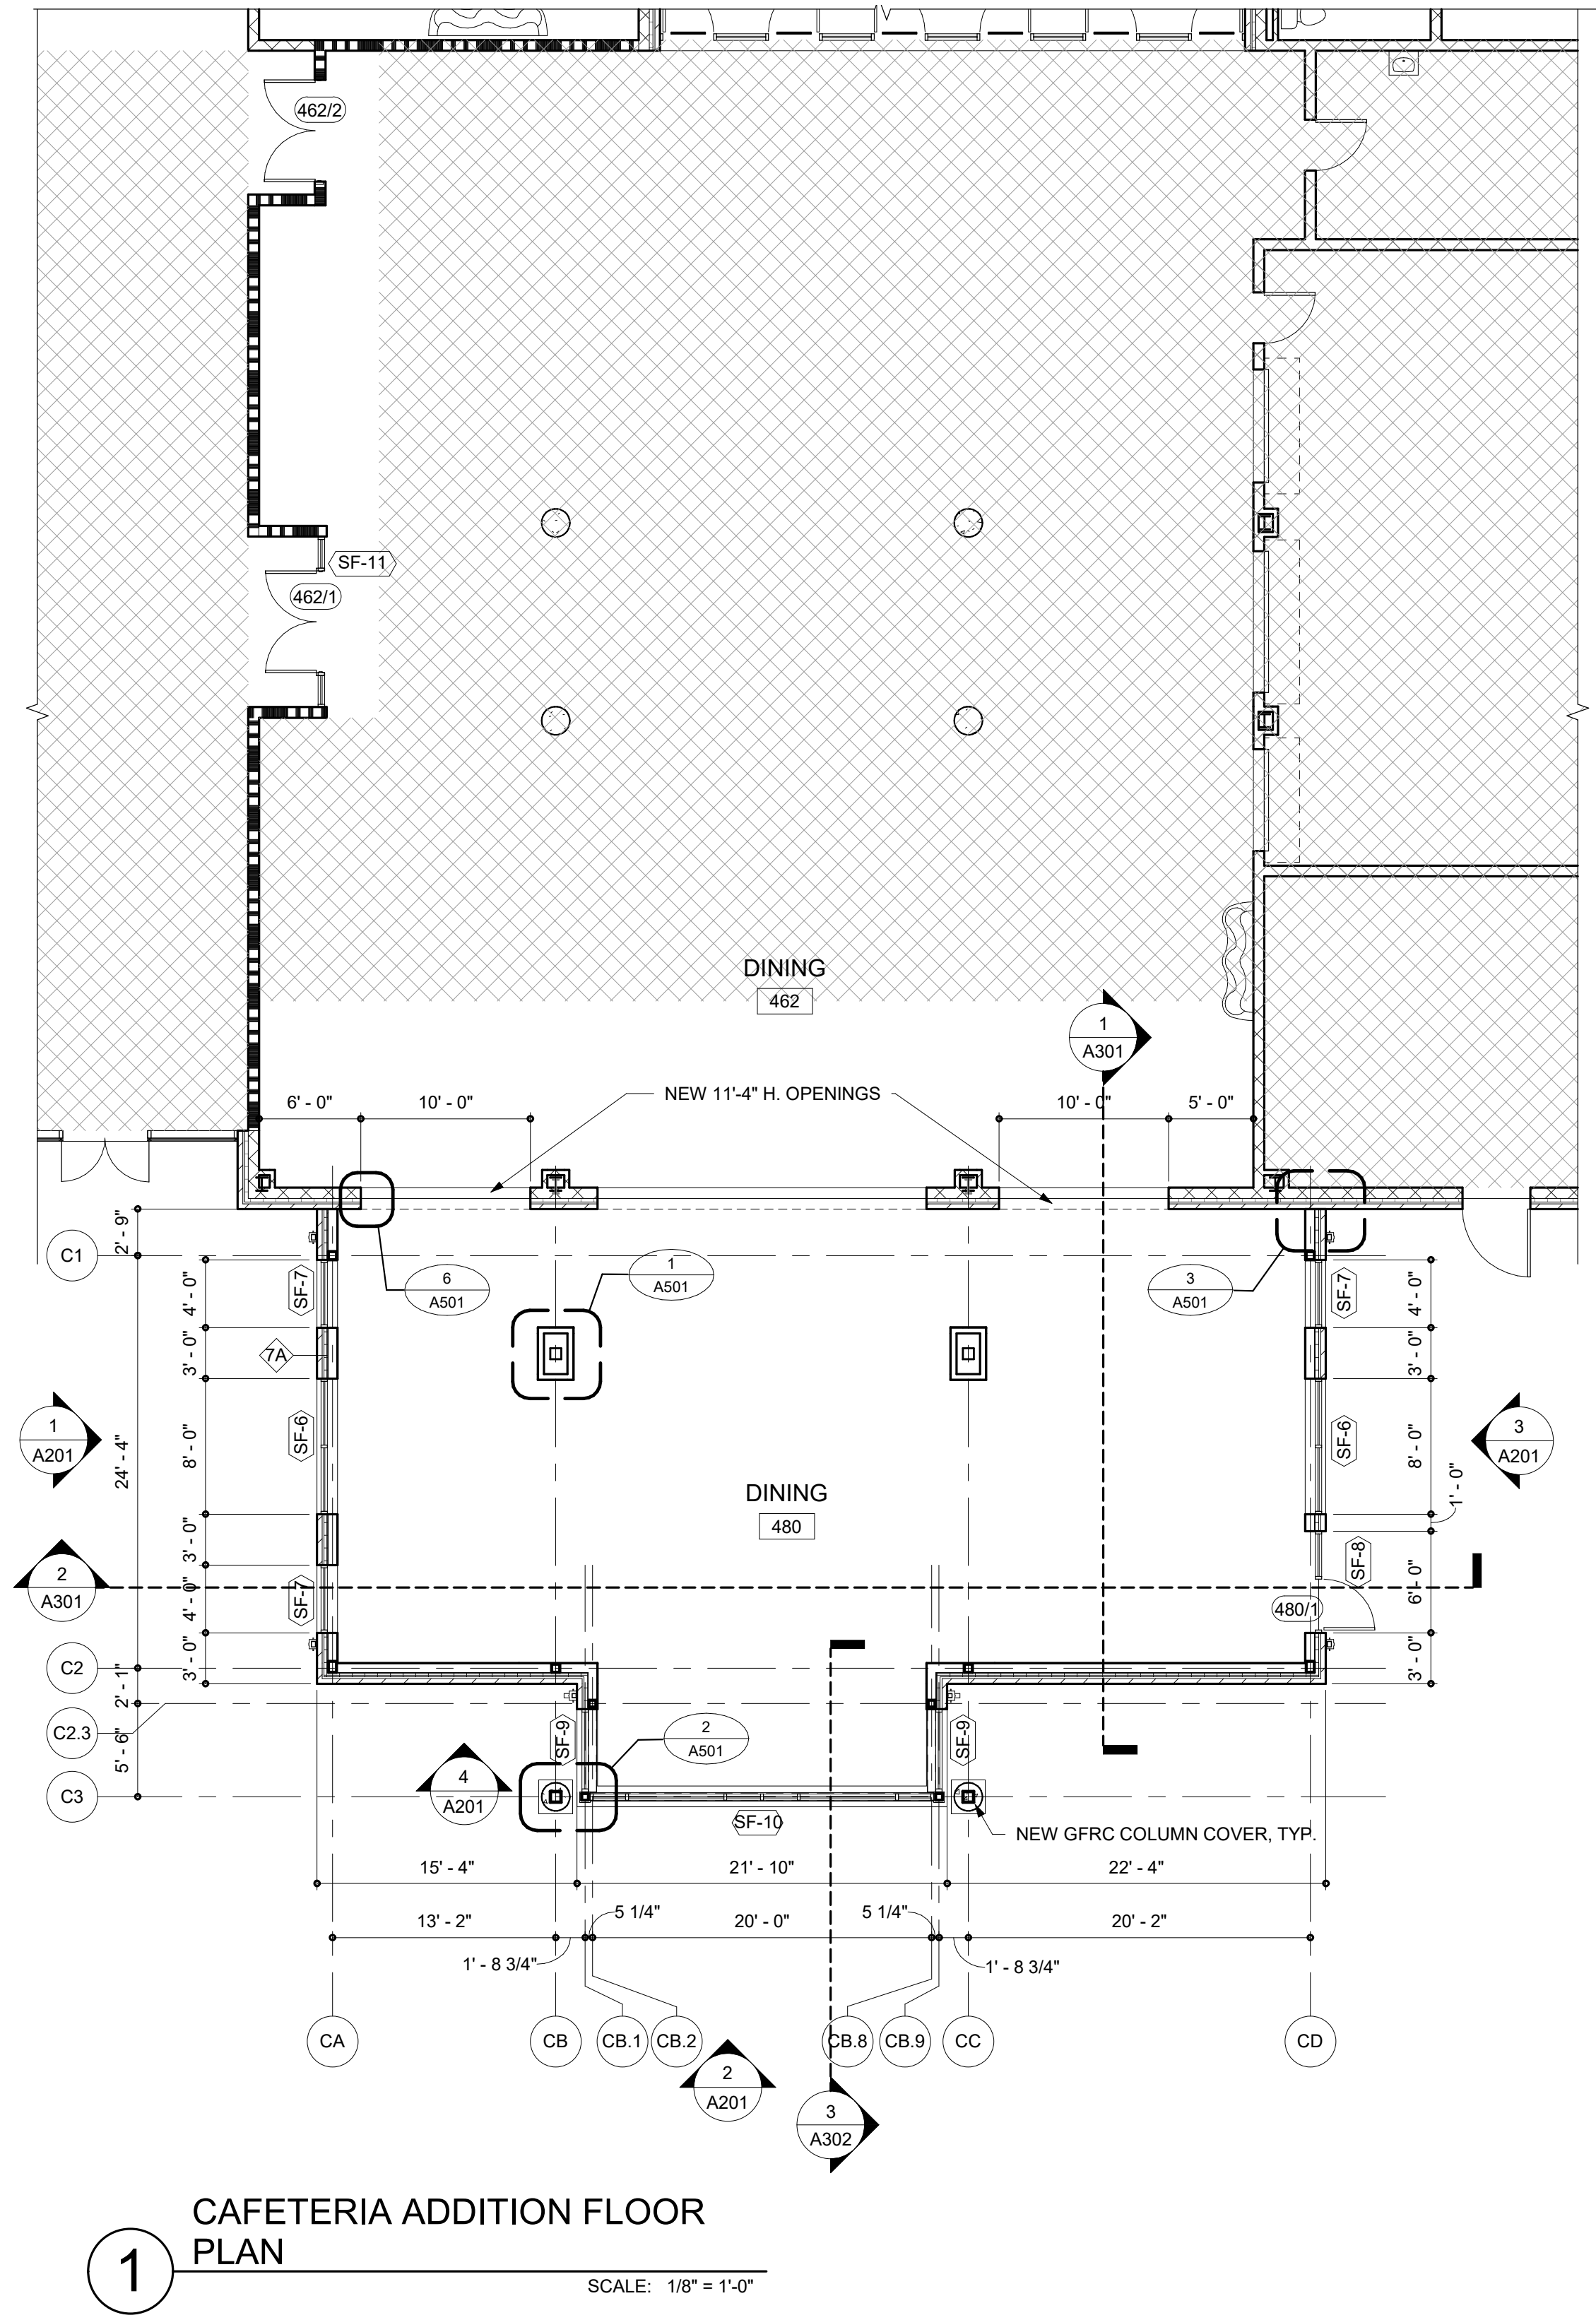 462/2
SF-11
462/1
DINING
462
1
A301
6' - 0"
10' - 0"
NEW 11'-4" H. OPENINGS
10' - 0"
5' - 0"
2' - 9"
C1
6
A501
1
A501
3
A501
SF-7
SF-7
4' - 0"
4' - 0"
7A
3' - 0"
3' - 0"
1
A201
24' - 4"
8' - 0"
SF-6
SF-6
8' - 0"
3
A201
1' - 0"
DINING
480
3' - 0"
2
A301
4' - 0"
SF-7
SF-8
480/1
6' - 0"
3' - 0"
3' - 0"
C2
2' - 1"
C2.3
5' - 6"
C3
SF-9
SF-9
2
A501
4
A201
SF-10
NEW GFRC COLUMN COVER, TYP.
15' - 4"
21' - 10"
22' - 4"
13' - 2"
5 1/4"
20' - 0"
5 1/4"
20' - 2"
1' - 8 3/4"
1' - 8 3/4"
CA
CB
CB.1
CB.2
CB.8
CB.9
CC
CD
2
A201
3
A302
CAFETERIA ADDITION FLOOR
PLAN
1
SCALE: 1/8" = 1'-0"